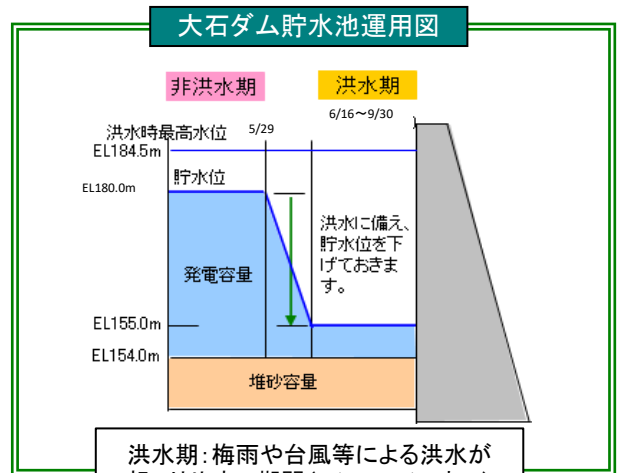 大石ダム貯水池運用図
非洪水期
洪水期
6/16～9/30
洪水時最高水位
5/29
EL184.5m
貯水位
EL180.0m
洪水に備え、
貯水位を下
げておきま
す。
発電容量
EL155.0m
EL154.0m
堆砂容量
洪水期：梅雨や台風等による洪水が